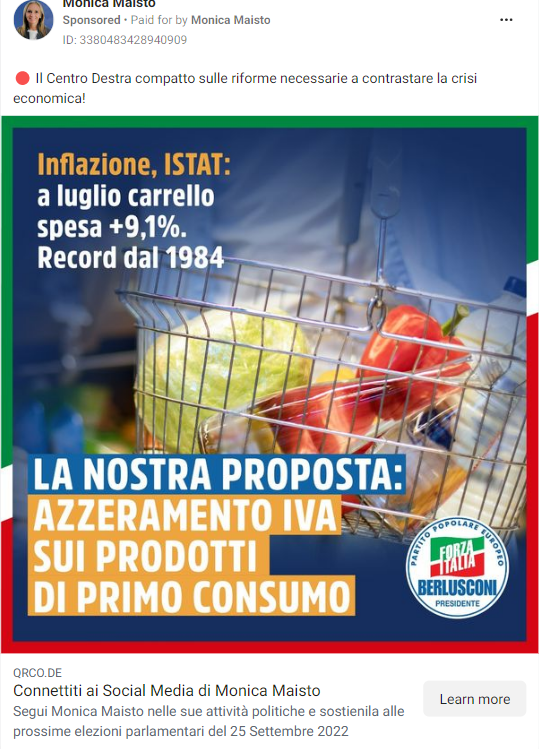 Monica Maisto
Sponsored • Paid for by Monica Maisto
ID: 3380483428940909
🔴 Il Centro Destra compatto sulle riforme necessarie a contrastare la crisi
economica!
Inflazione, ISTAT:
a luglio carrello
spesa +9,1%.
Record dal 1984
LA NOSTRA PROPOSTA:
AZZERAMENTO IVA
SUI PRODOTTI
DI PRIMO CONSUMO
PARTITO POPOLARE EUROPEO
FORZA
ITALIA
BERLUSCONI
PRESIDENTE
QRCO.DE
Connettiti ai Social Media di Monica Maisto
Segui Monica Maisto nelle sue attività politiche e sostienila alle
prossime elezioni parlamentari del 25 Settembre 2022
Learn more